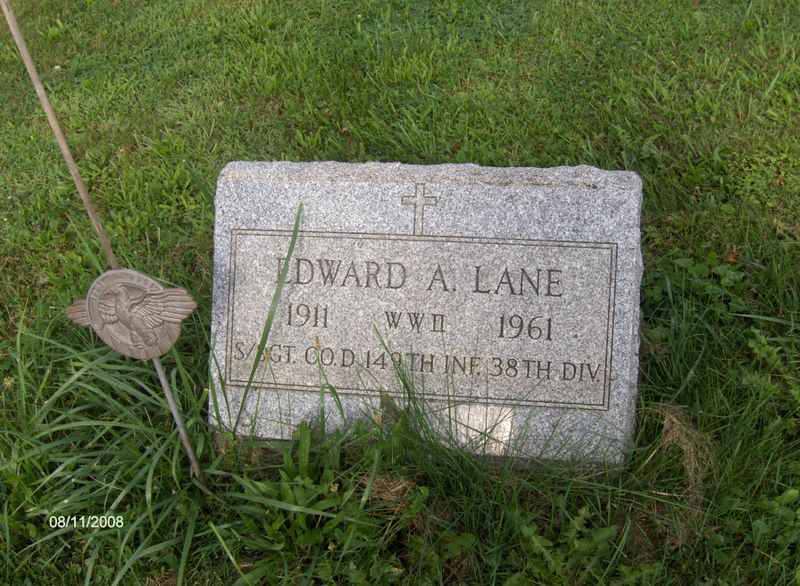 EDWARD A. LANE
1911 WW II 1961
S/SGT. CO. D. 149TH INF. 38TH DIV.
08/11/2008